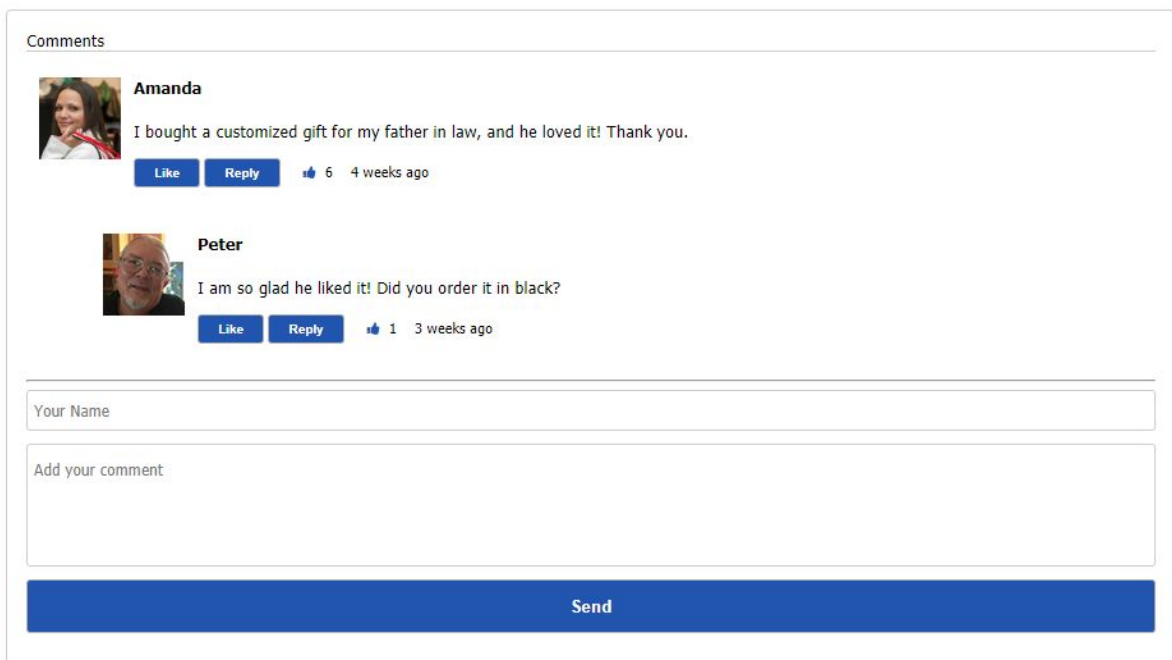 Comments
Amanda
I bought a customized gift for my father in law, and he loved it! Thank you.
Like Reply 6 4 weeks ago
Peter
I am so glad he liked it! Did you order it in black?
Like Reply 1 3 weeks ago
Your Name
Add your comment
Send